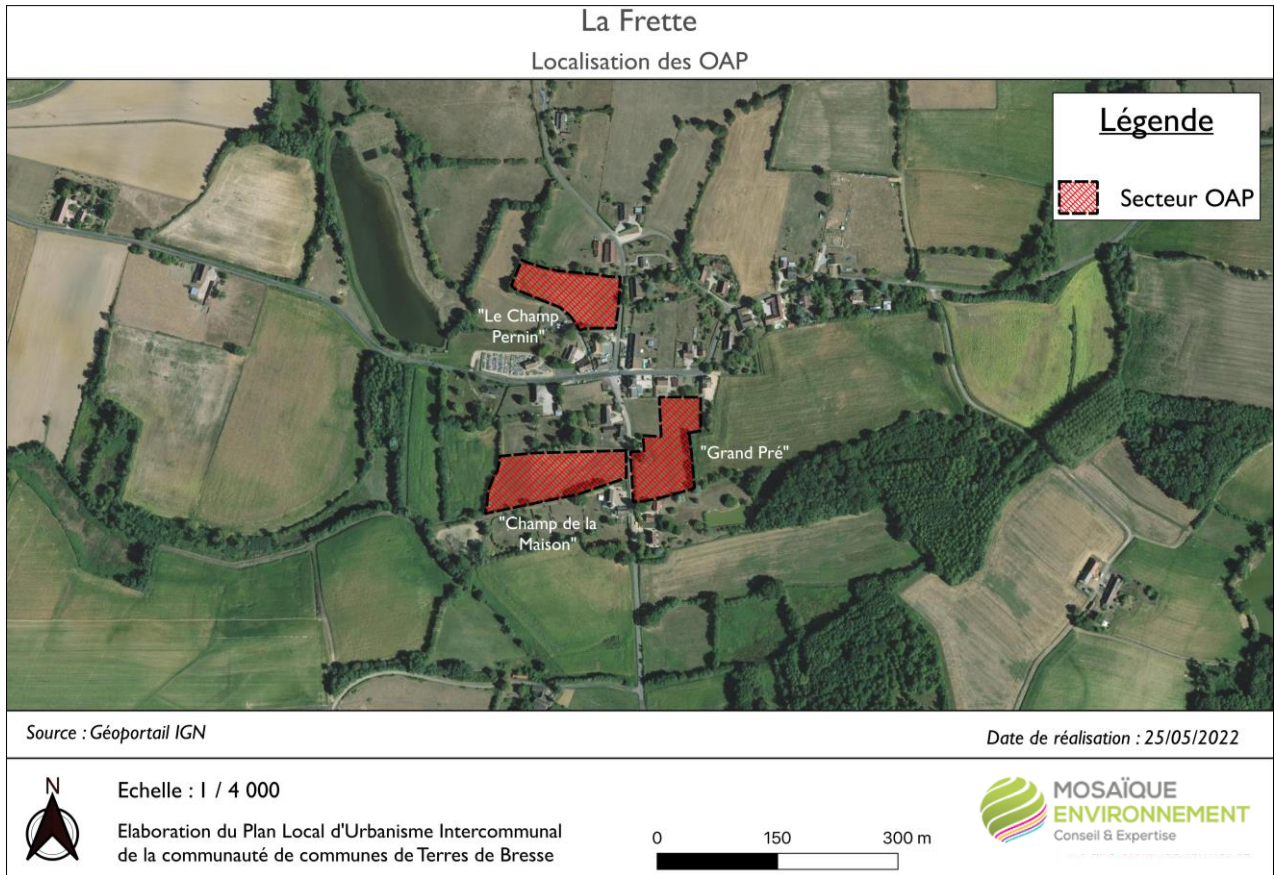 La Frette
Localisation des OAP
Légende
Secteur OAP
"Le Champ
Pernin"
"Grand Pré"
"Champ de la
Maison"
Source : Géoportail IGN
Date de réalisation : 25/05/2022
N
Echelle : 1 / 4 000
Elaboration du Plan Local d'Urbanisme Intercommunal
de la communauté de communes de Terres de Bresse
0 150 300 m
MOSAÏQUE
ENVIRONNEMENT
Conseil & Expertise